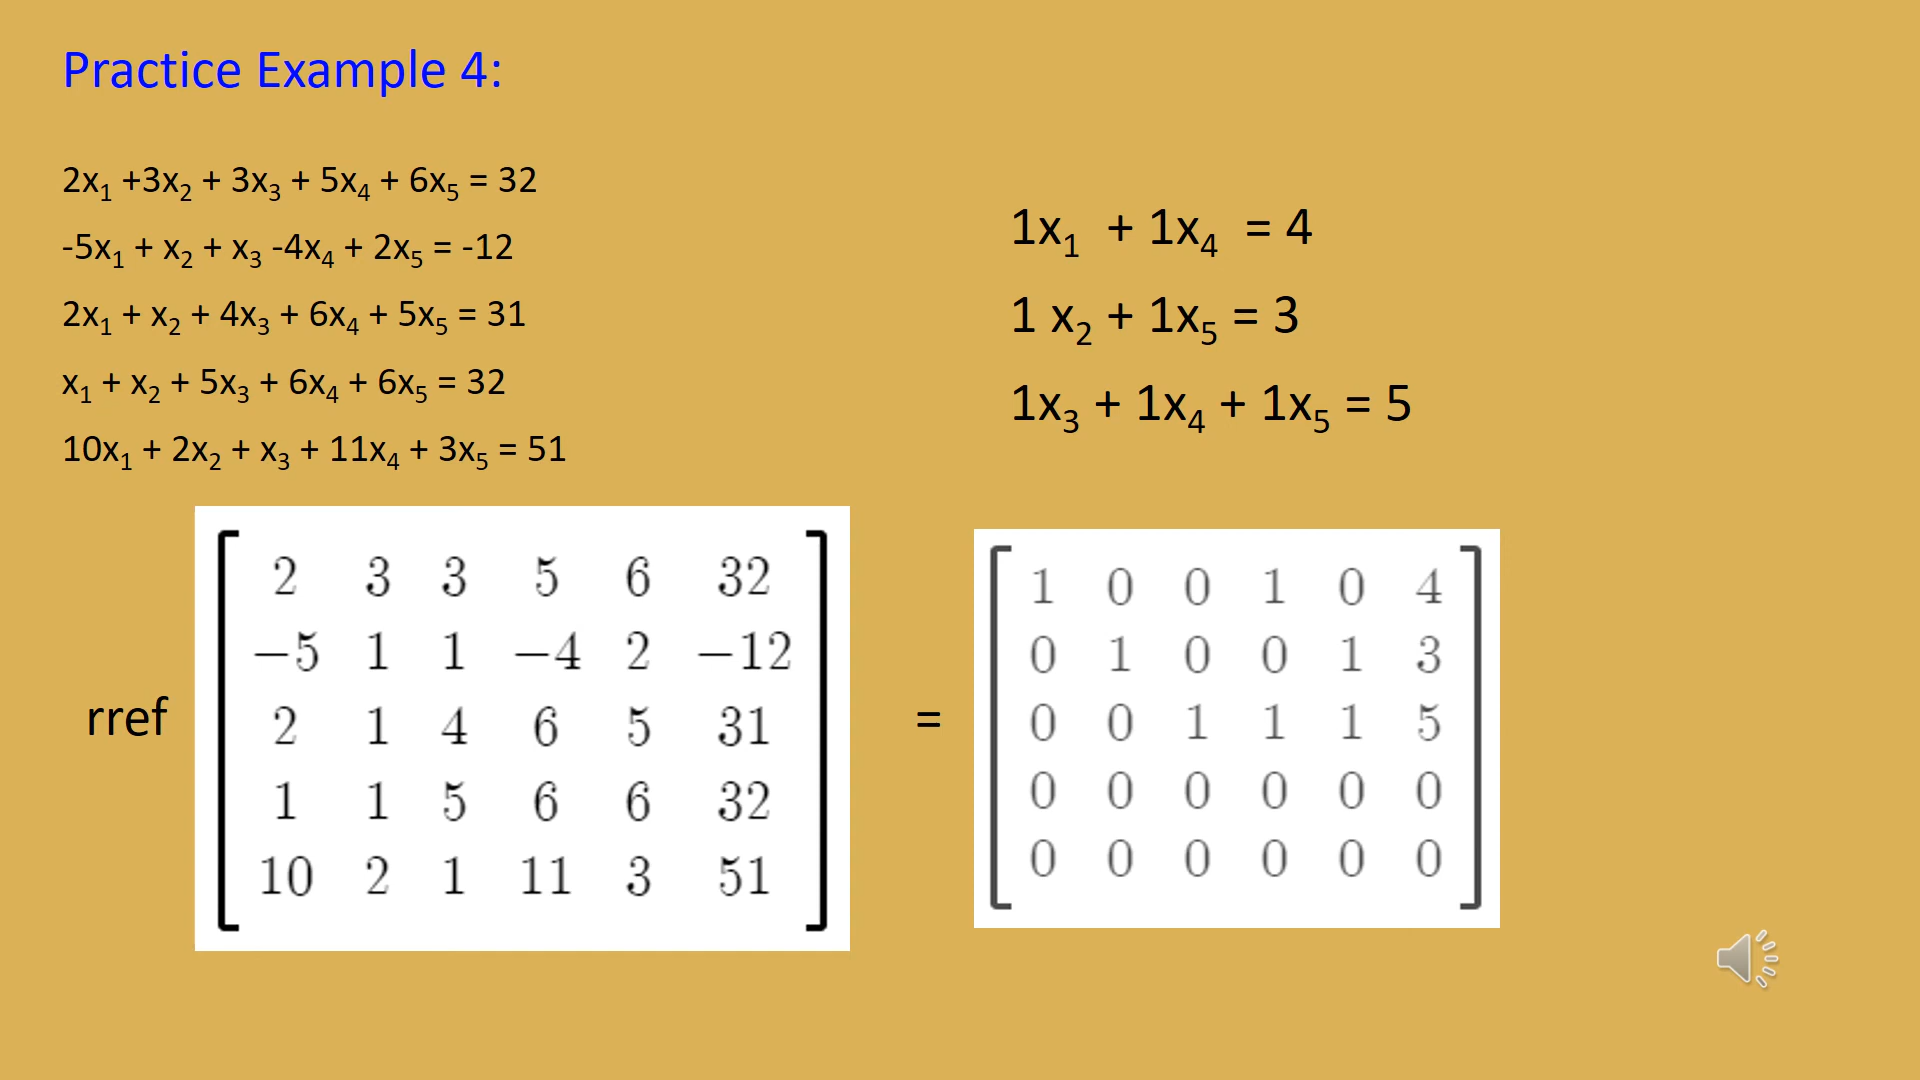 Practice Example 4:
2x₁ +3x₂ + 3x₃ + 5x₄ + 6x₅ = 32
-5x₁ + x₂ + x₃ -4x₄ + 2x₅ = -12
2x₁ + x₂ + 4x₃ + 6x₄ + 5x₅ = 31
x₁ + x₂ + 5x₃ + 6x₄ + 6x₅ = 32
10x₁ + 2x₂ + x₃ + 11x₄ + 3x₅ = 51
1x₁ + 1x₄ = 4
1 x₂ + 1x₅ = 3
1x₃ + 1x₄ + 1x₅ = 5
rref
2 3 3 5 6 32
−5 1 1 −4 2 −12
2 1 4 6 5 31
1 1 5 6 6 32
10 2 1 11 3 51
=
1 0 0 1 0 4
0 1 0 0 1 3
0 0 1 1 1 5
0 0 0 0 0 0
0 0 0 0 0 0